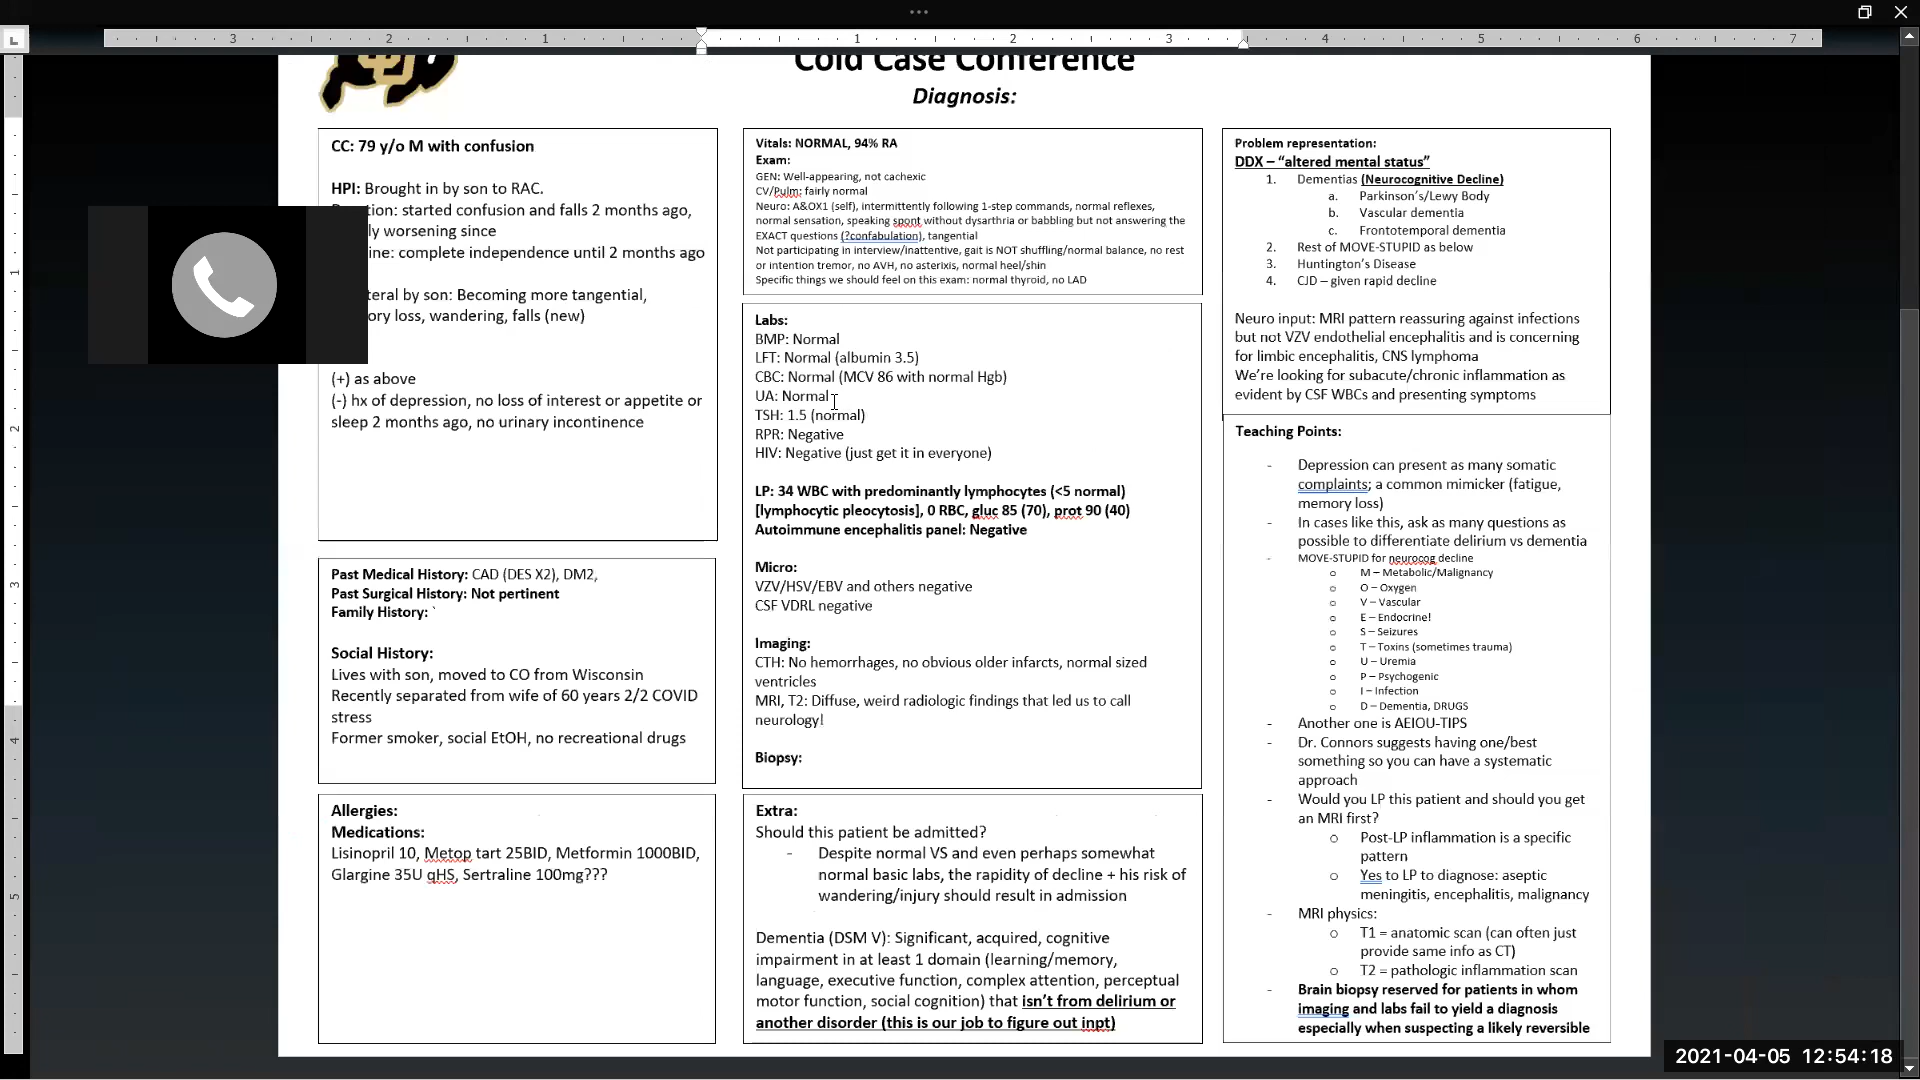 3 2 1 1 2 3 4 5 6 7
Cold Case Conference
Diagnosis:
CC: 79 y/o M with confusion
HPI: Brought in by son to RAC.
started confusion and falls 2 months ago,
worsening since
complete independence until 2 months ago
by son: Becoming more tangential,
loss, wandering, falls (new)
(+) as above
(-) hx of depression, no loss of interest or appetite or
sleep 2 months ago, no urinary incontinence
Past Medical History: CAD (DES X2), DM2,
Past Surgical History: Not pertinent
Family History: `
Social History:
Lives with son, moved to CO from Wisconsin
Recently separated from wife of 60 years 2/2 COVID
stress
Former smoker, social EtOH, no recreational drugs
Allergies:
Medications:
Lisinopril 10, Metop tart 25BID, Metformin 1000BID,
Glargine 35U qHS, Sertraline 100mg???
Vitals: NORMAL, 94% RA
Exam:
GEN: Well-appearing, not cachexic
CV/Pulm: fairly normal
Neuro: A&OX1 (self), intermittently following 1-step commands, normal reflexes,
normal sensation, speaking spont without dysarthria or babbling but not answering the
EXACT questions (?confabulation), tangential
Not participating in interview/inattentive, gait is NOT shuffling/normal balance, no rest
or intention tremor, no AVH, no asterixis, normal heel/shin
Specific things we should feel on this exam: normal thyroid, no LAD
Labs:
BMP: Normal
LFT: Normal (albumin 3.5)
CBC: Normal (MCV 86 with normal Hgb)
UA: Normal
TSH: 1.5 (normal)
RPR: Negative
HIV: Negative (just get it in everyone)
LP: 34 WBC with predominantly lymphocytes (<5 normal)
[lymphocytic pleocytosis], 0 RBC, gluc 85 (70), prot 90 (40)
Autoimmune encephalitis panel: Negative
Micro:
VZV/HSV/EBV and others negative
CSF VDRL negative
Imaging:
CTH: No hemorrhages, no obvious older infarcts, normal sized
ventricles
MRI, T2: Diffuse, weird radiologic findings that led us to call
neurology!
Biopsy:
Extra:
Should this patient be admitted?
- Despite normal VS and even perhaps somewhat
normal basic labs, the rapidity of decline + his risk of
wandering/injury should result in admission
Dementia (DSM V): Significant, acquired, cognitive
impairment in at least 1 domain (learning/memory,
language, executive function, complex attention, perceptual
motor function, social cognition) that isn't from delirium or
another disorder (this is our job to figure out inpt)
Problem representation:
DDX – "altered mental status"
1. Dementias (Neurocognitive Decline)
a. Parkinson's/Lewy Body
b. Vascular dementia
c. Frontotemporal dementia
2. Rest of MOVE-STUPID as below
3. Huntington's Disease
4. CJD – given rapid decline
Neuro input: MRI pattern reassuring against infections
but not VZV endothelial encephalitis and is concerning
for limbic encephalitis, CNS lymphoma
We're looking for subacute/chronic inflammation as
evident by CSF WBCs and presenting symptoms
Teaching Points:
- Depression can present as many somatic
complaints; a common mimicker (fatigue,
memory loss)
- In cases like this, ask as many questions as
possible to differentiate delirium vs dementia
- MOVE-STUPID for neurocog decline
o M – Metabolic/Malignancy
o O – Oxygen
o V – Vascular
o E – Endocrine!
o S – Seizures
o T – Toxins (sometimes trauma)
o U – Uremia
o P – Psychogenic
o I – Infection
o D – Dementia, DRUGS
- Another one is AEIOU-TIPS
- Dr. Connors suggests having one/best
something so you can have a systematic
approach
- Would you LP this patient and should you get
an MRI first?
o Post-LP inflammation is a specific
pattern
o Yes to LP to diagnose: aseptic
meningitis, encephalitis, malignancy
- MRI physics:
o T1 = anatomic scan (can often just
provide same info as CT)
o T2 = pathologic inflammation scan
- Brain biopsy reserved for patients in whom
imaging and labs fail to yield a diagnosis
especially when suspecting a likely reversible
2021-04-05 12:54:18